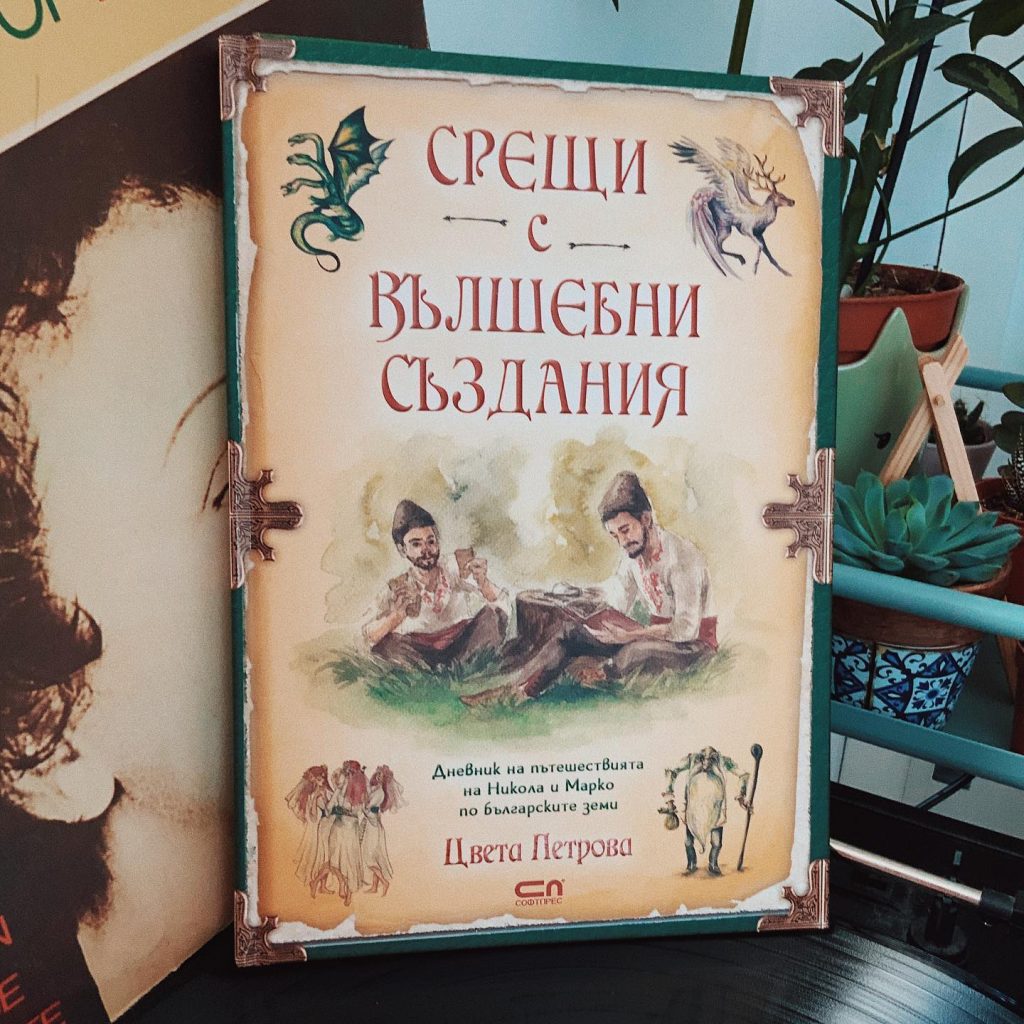 СРЕЩИ
С
ВЪЛШЕБНИ
СЪЗДАНИЯ
Дневник на пътешествията
на Никола и Марко
по българските земи
Цвета Петрова
СП
СОФТПРЕС